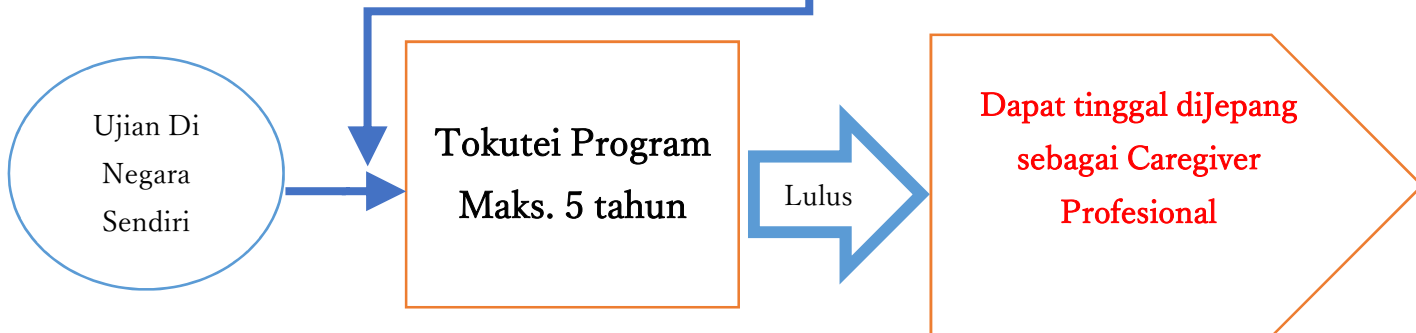 Ujian Di
Negara
Sendiri
Tokutei Program
Maks. 5 tahun
Lulus
Dapat tinggal diJepang
sebagai Caregiver
Profesional